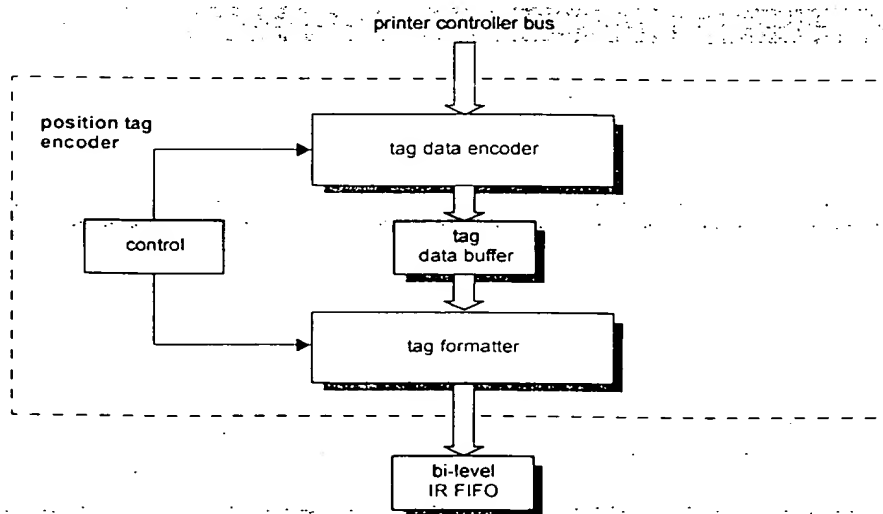 printer controller bus
position tag
encoder
tag data encoder
control
tag
data buffer
tag formatter
bi-level
IR FIFO